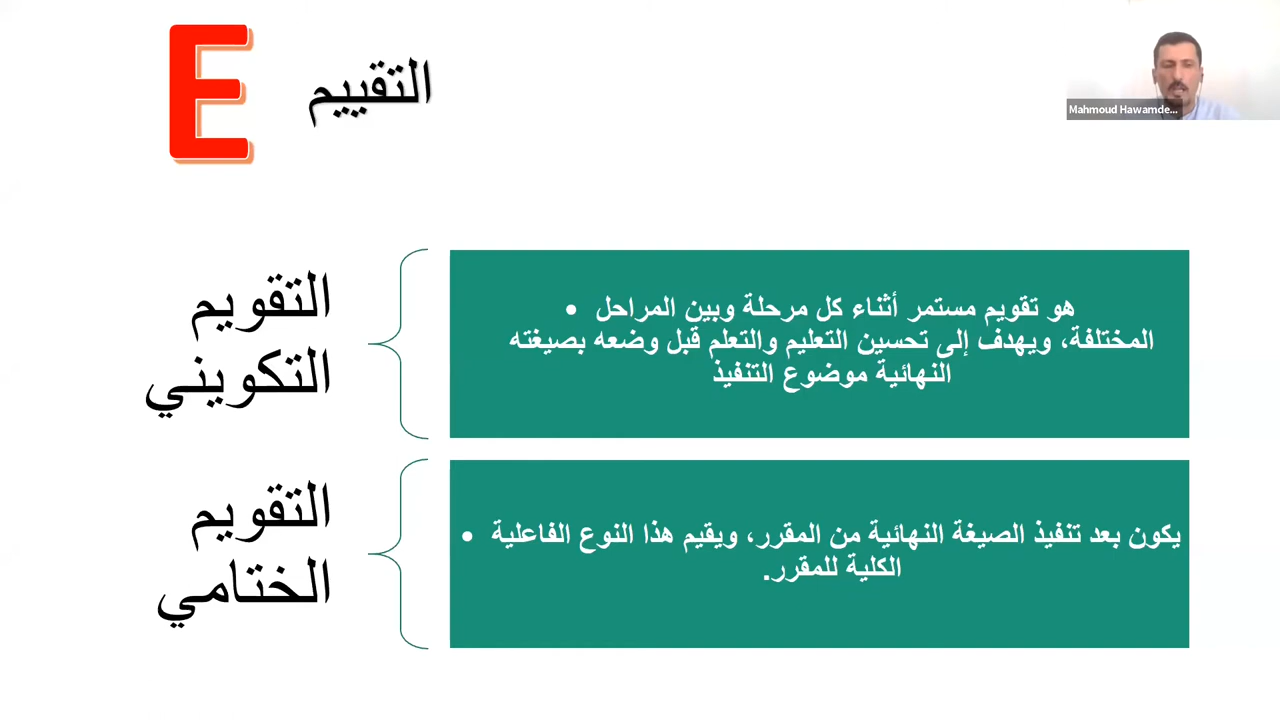 E
التقييم
Mahmoud Hawamde...
التقويم
التكويني
• هو تقويم مستمر أثناء كل مرحلة وبين المراحل
المختلفة، ويهدف إلى تحسين التعليم والتعلم قبل وضعه بصيغته
النهائية موضوع التنفيذ
التقويم
الختامي
• يكون بعد تنفيذ الصيغة النهائية من المقرر، ويقيم هذا النوع الفاعلية
الكلية للمقرر.